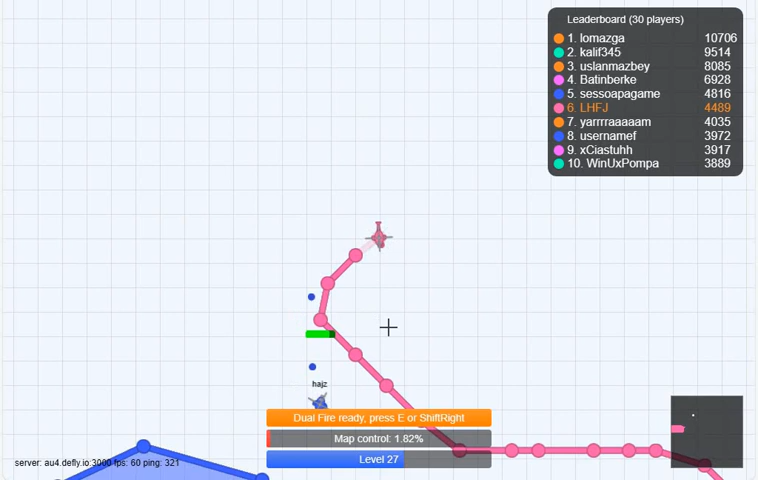 Leaderboard (30 players)
1. lomazga 10706
2. kalif345 9514
3. uslanmazbey 8085
4. Batinberke 6928
5. sessoapagame 4816
6. LHFJ 4489
7. yarrrraaaaam 4035
8. usernamef 3972
9. xCiastuhh 3917
10. WinUxPompa 3889
hajz
Dual Fire ready, press E or ShiftRight
Map control: 1.82%
Level 27
server: au4.defly.io:3000 fps: 60 ping: 321